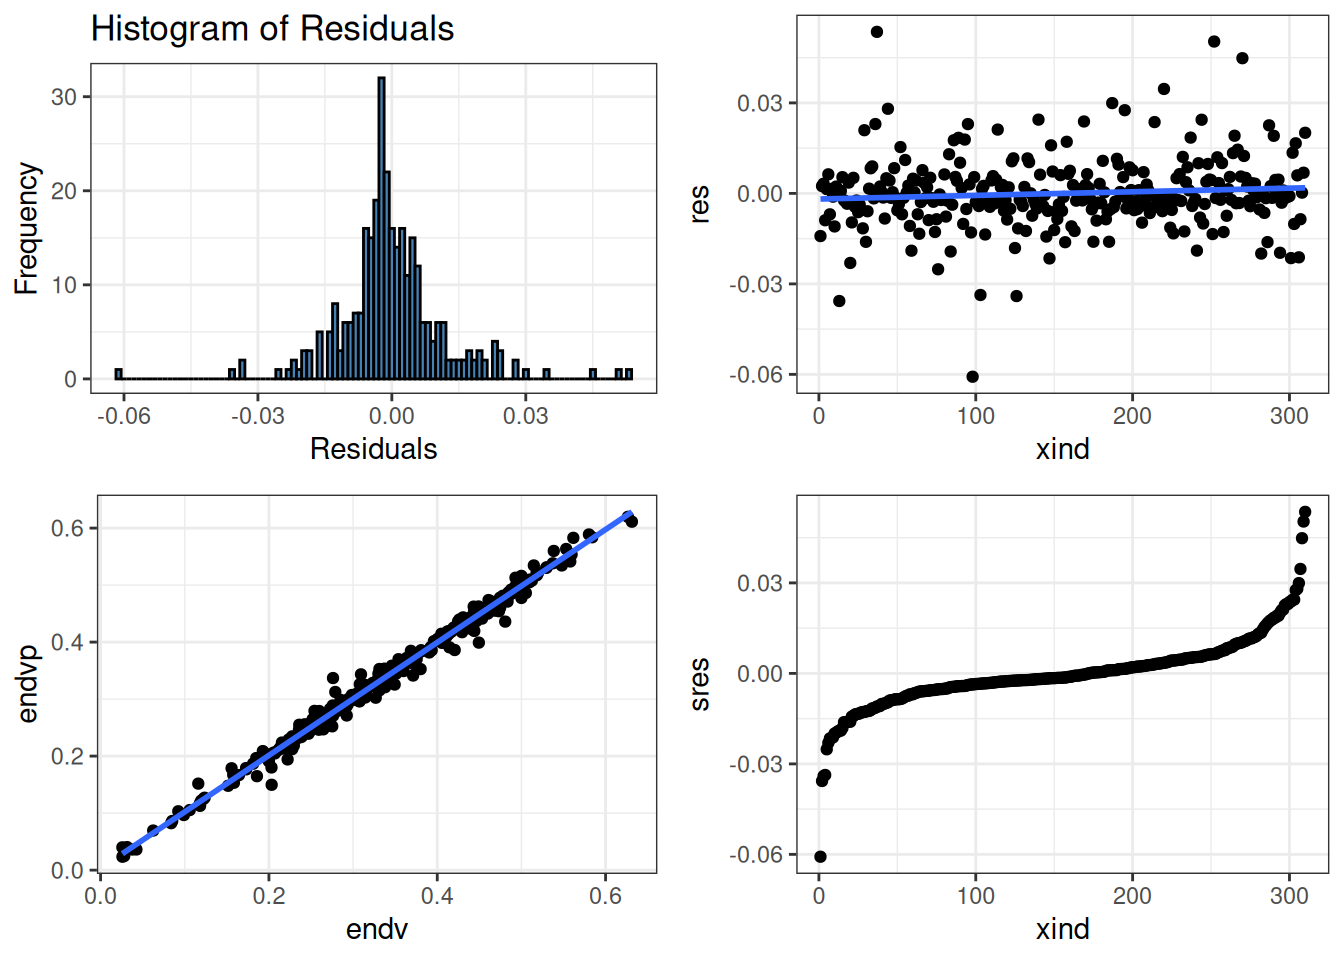 Histogram of Residuals
Frequency
30
20
10
0
-0.06 -0.03 0.00 0.03
Residuals
res
0.03
0.00
-0.03
-0.06
0 100 200 300
xind
endvp
0.6
0.4
0.2
0.0
0.0 0.2 0.4 0.6
endv
sres
0.03
0.00
-0.03
-0.06
0 100 200 300
xind